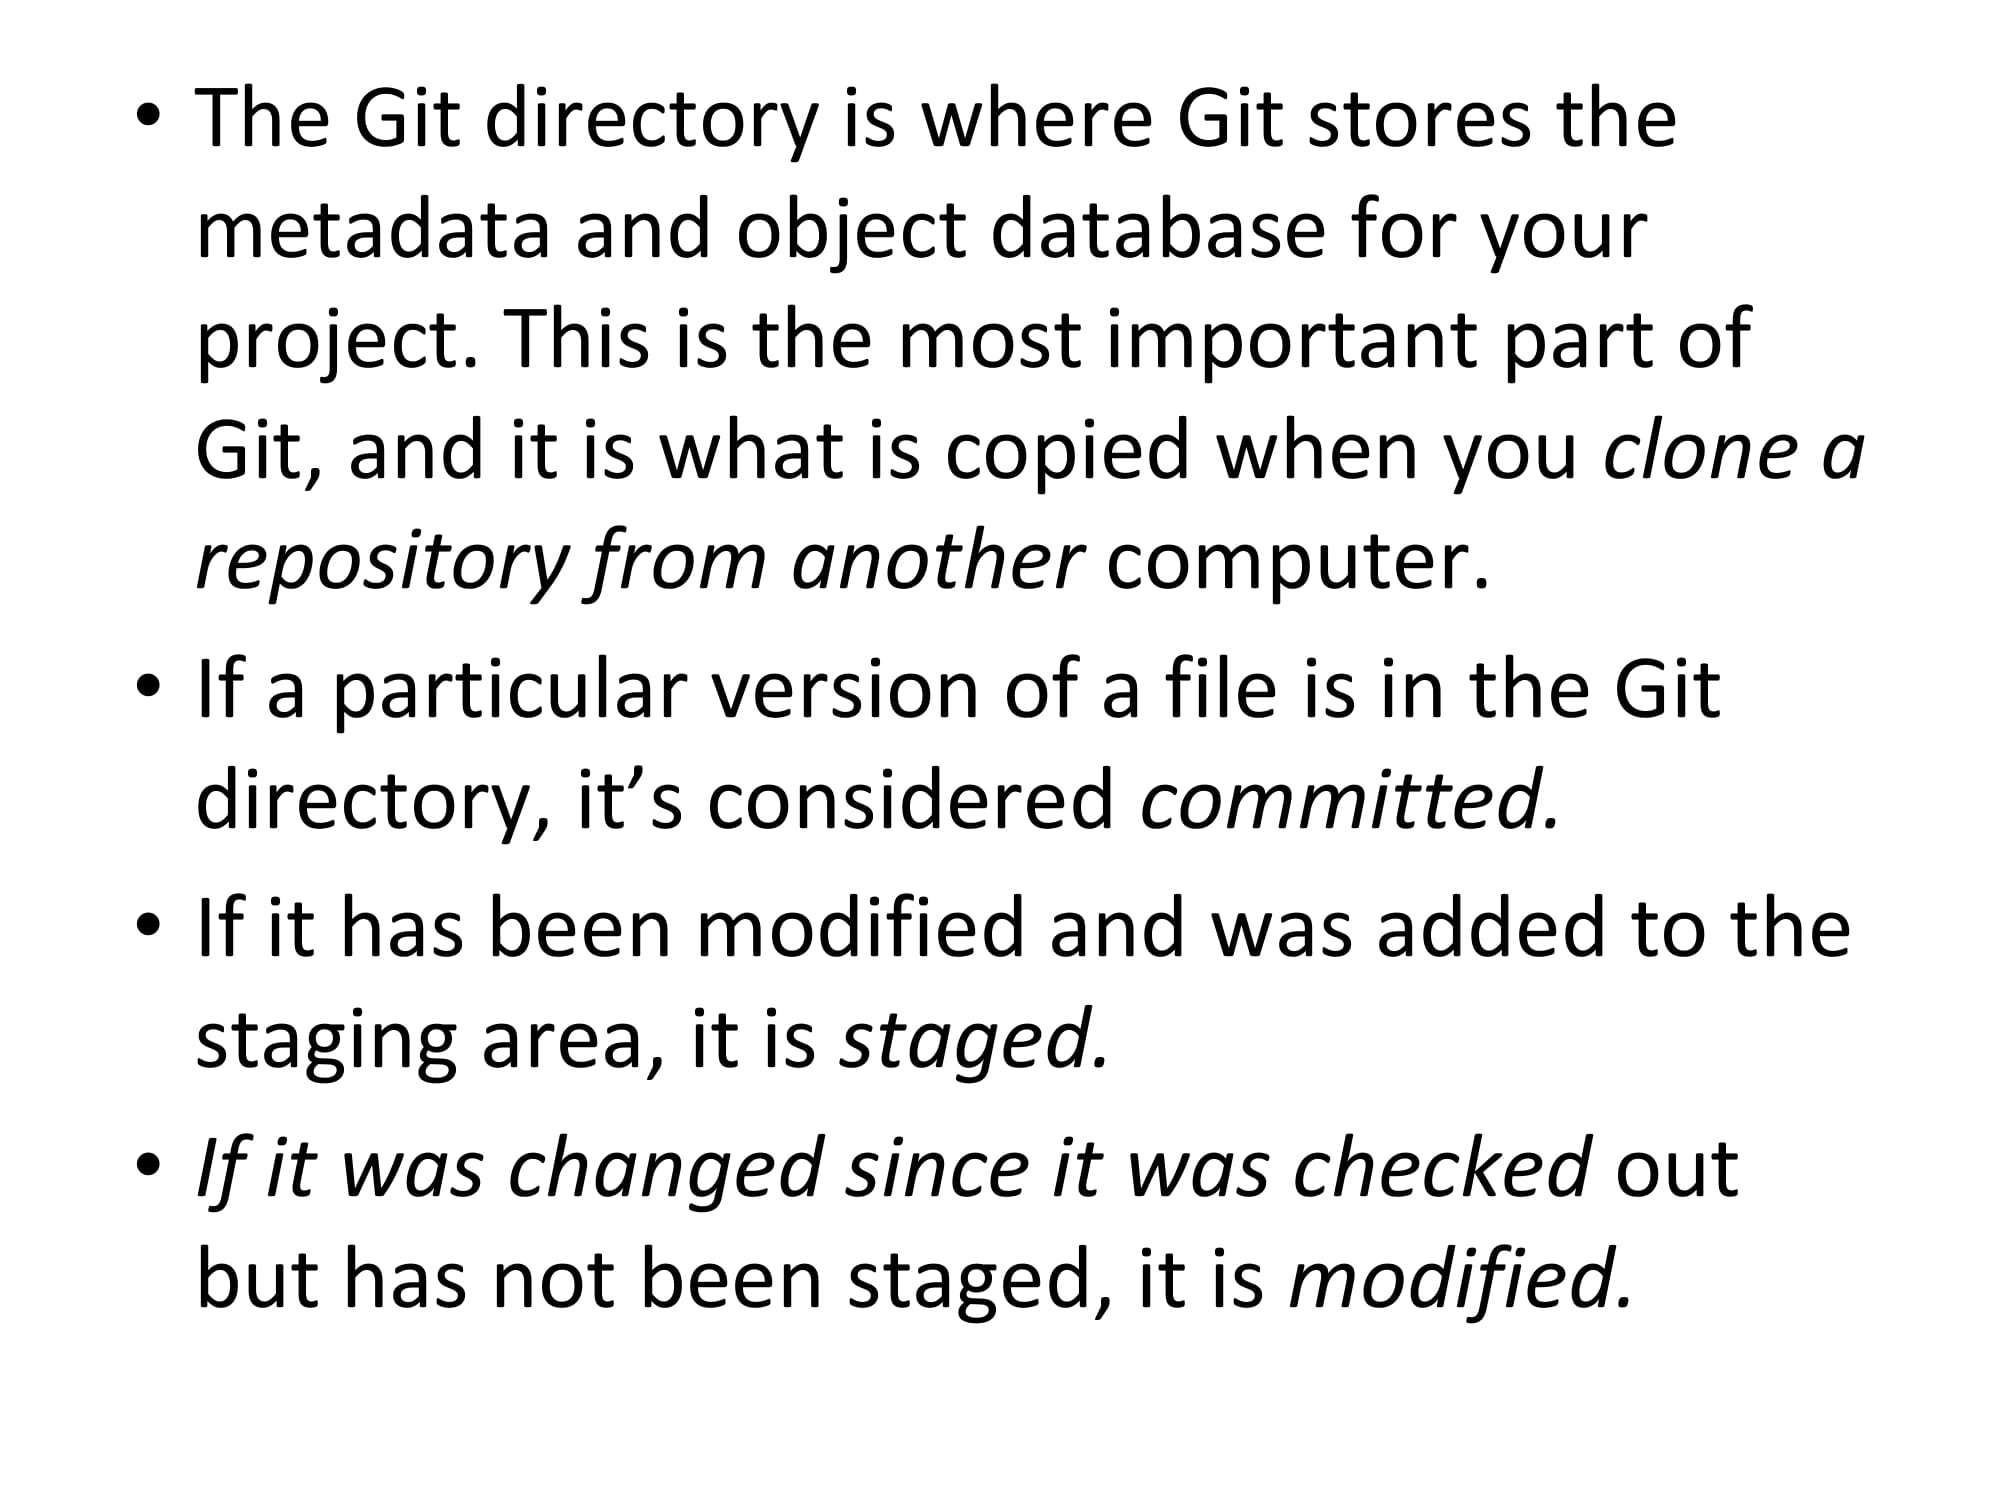 • The Git directory is where Git stores the
metadata and object database for your
project. This is the most important part of
Git, and it is what is copied when you clone a
repository from another computer.
• If a particular version of a file is in the Git
directory, it’s considered committed.
• If it has been modified and was added to the
staging area, it is staged.
• If it was changed since it was checked out
but has not been staged, it is modified.